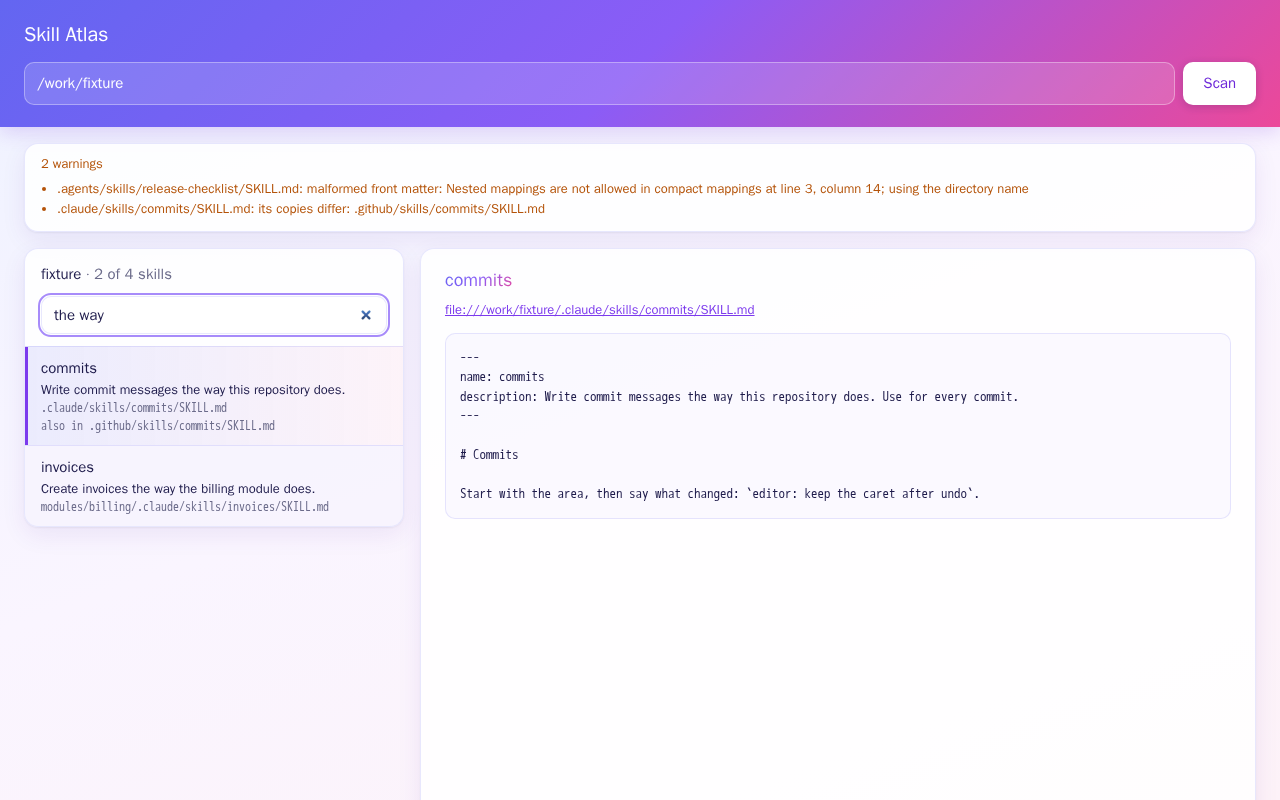 Skill Atlas
/work/fixture
Scan
2 warnings
• .agents/skills/release-checklist/SKILL.md: malformed front matter: Nested mappings are not allowed in compact mappings at line 3, column 14; using the directory name
• .claude/skills/commits/SKILL.md: its copies differ: .github/skills/commits/SKILL.md
fixture · 2 of 4 skills
the way
commits
Write commit messages the way this repository does.
.claude/skills/commits/SKILL.md
also in .github/skills/commits/SKILL.md
invoices
Create invoices the way the billing module does.
modules/billing/.claude/skills/invoices/SKILL.md
commits
file:///work/fixture/.claude/skills/commits/SKILL.md
---
name: commits
description: Write commit messages the way this repository does. Use for every commit.
---
# Commits
Start with the area, then say what changed: `editor: keep the caret after undo`.